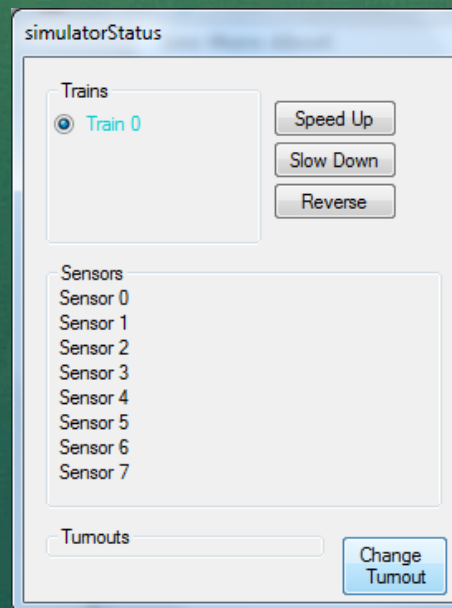 simulatorStatus
Trains
Train 0
Speed Up
Slow Down
Reverse
Sensors
Sensor 0
Sensor 1
Sensor 2
Sensor 3
Sensor 4
Sensor 5
Sensor 6
Sensor 7
Turnouts
Change
Turnout